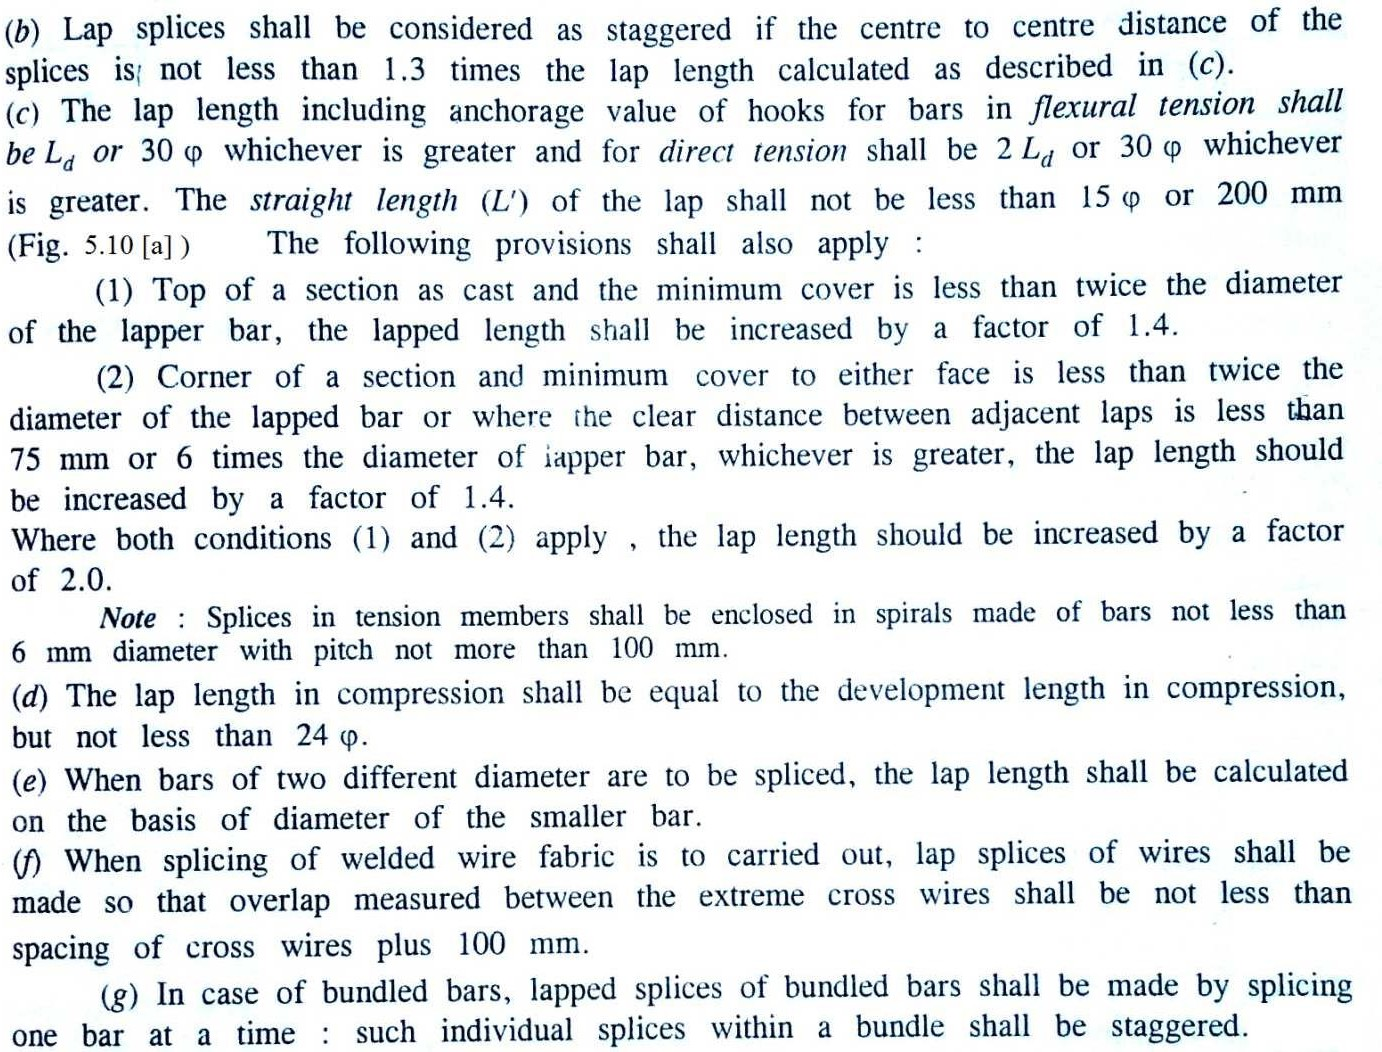 (b) Lap splices shall be considered as staggered if the centre to centre distance of the
splices is not less than 1.3 times the lap length calculated as described in (c).
(c) The lap length including anchorage value of hooks for bars in flexural tension shall
be Ld or 30 φ whichever is greater and for direct tension shall be 2 Ld or 30 φ whichever
is greater. The straight length (L′) of the lap shall not be less than 15 φ or 200 mm
(Fig. 5.10 [a] ) The following provisions shall also apply :
(1) Top of a section as cast and the minimum cover is less than twice the diameter
of the lapper bar, the lapped length shall be increased by a factor of 1.4.
(2) Corner of a section and minimum cover to either face is less than twice the
diameter of the lapped bar or where the clear distance between adjacent laps is less than
75 mm or 6 times the diameter of lapper bar, whichever is greater, the lap length should
be increased by a factor of 1.4.
Where both conditions (1) and (2) apply , the lap length should be increased by a factor
of 2.0.
Note : Splices in tension members shall be enclosed in spirals made of bars not less than
6 mm diameter with pitch not more than 100 mm.
(d) The lap length in compression shall be equal to the development length in compression,
but not less than 24 φ.
(e) When bars of two different diameter are to be spliced, the lap length shall be calculated
on the basis of diameter of the smaller bar.
(f) When splicing of welded wire fabric is to carried out, lap splices of wires shall be
made so that overlap measured between the extreme cross wires shall be not less than
spacing of cross wires plus 100 mm.
(g) In case of bundled bars, lapped splices of bundled bars shall be made by splicing
one bar at a time : such individual splices within a bundle shall be staggered.